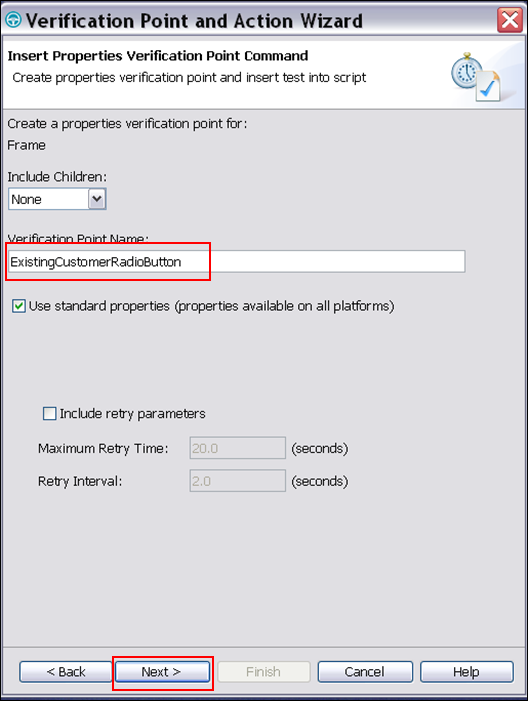 Verification Point and Action Wizard
Insert Properties Verification Point Command
Create properties verification point and insert test into script
Create a properties verification point for:
Frame
Include Children:
None
Verification Point Name:
ExistingCustomerRadioButton
Use standard properties (properties available on all platforms)
Include retry parameters
Maximum Retry Time: 20.0 (seconds)
Retry Interval: 2.0 (seconds)
< Back Next > Finish Cancel Help